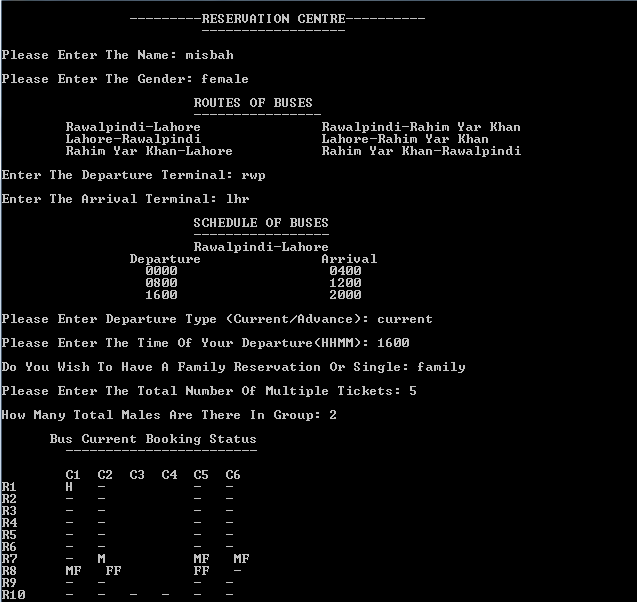 ---------RESERVATION CENTRE----------
------------------
Please Enter The Name: misbah
Please Enter The Gender: female
ROUTES OF BUSES
----------------
Rawalpindi-Lahore Rawalpindi-Rahim Yar Khan
Lahore-Rawalpindi Lahore-Rahim Yar Khan
Rahim Yar Khan-Lahore Rahim Yar Khan-Rawalpindi
Enter The Departure Terminal: rwp
Enter The Arrival Terminal: lhr
SCHEDULE OF BUSES
-----------------
Rawalpindi-Lahore
Departure Arrival
0000 0400
0800 1200
1600 2000
Please Enter Departure Type (Current/Advance): current
Please Enter The Time Of Your Departure(HHMM): 1600
Do You Wish To Have A Family Reservation Or Single: family
Please Enter The Total Number Of Multiple Tickets: 5
How Many Total Males Are There In Group: 2
Bus Current Booking Status
------------------------
C1 C2 C3 C4 C5 C6
R1 H - - -
R2 - - - -
R3 - - - -
R4 - - - -
R5 - - - -
R6 - - - -
R7 - M MF MF
R8 MF FF FF -
R9 - - - -
R10 - - - - - -